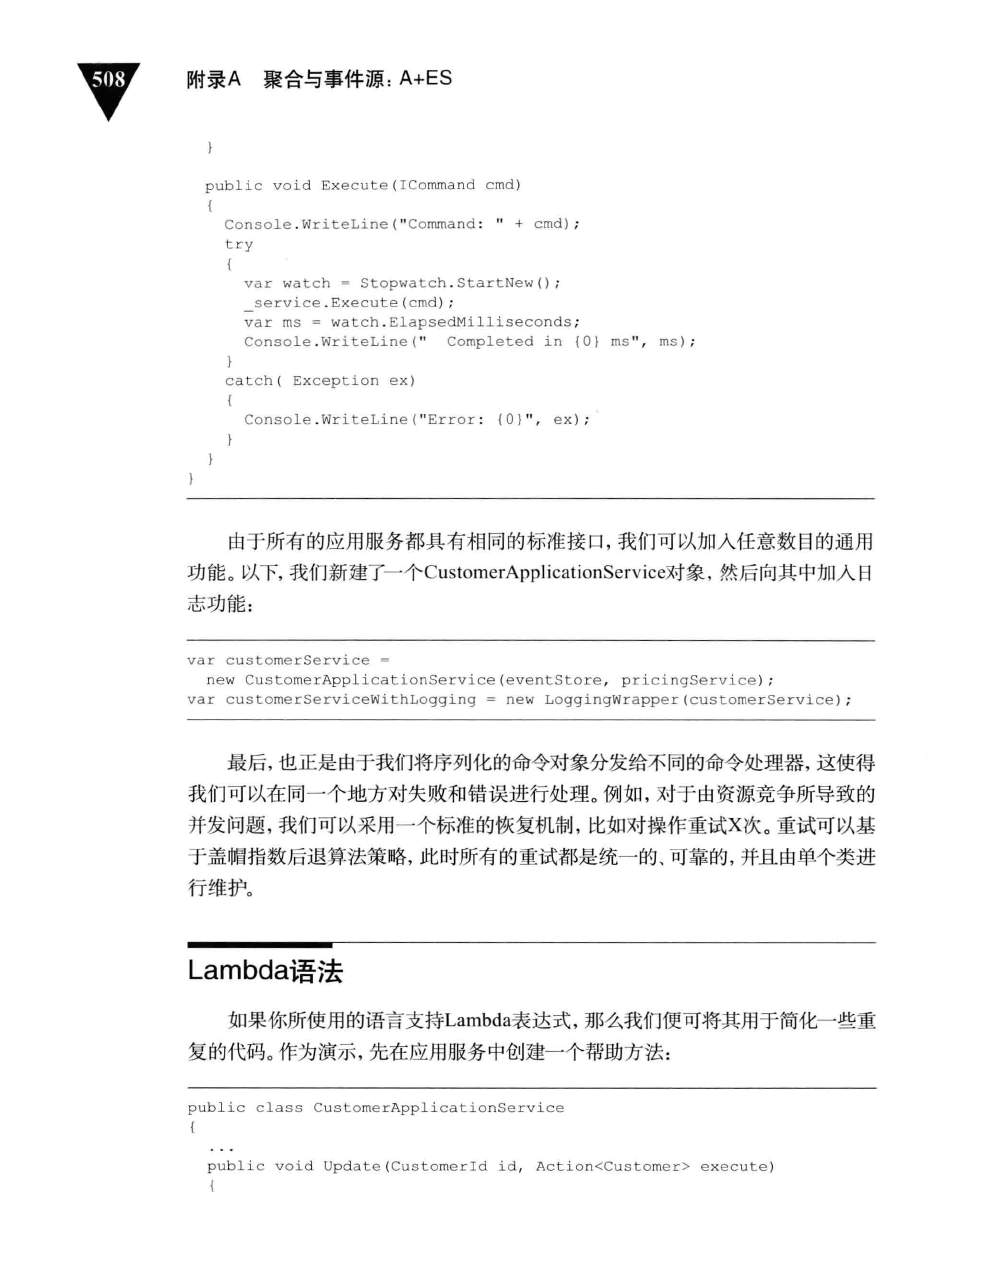 508
附录A 聚合与事件源：A+ES
}
public void Execute(ICommand cmd)
{
Console.WriteLine("Command: " + cmd);
try
{
var watch = Stopwatch.StartNew();
_service.Execute(cmd);
var ms = watch.ElapsedMilliseconds;
Console.WriteLine("  Completed in {0} ms", ms);
}
catch( Exception ex)
{
Console.WriteLine("Error: {0}", ex);
}
}
}
由于所有的应用服务都具有相同的标准接口，我们可以加入任意数目的通用
功能。以下，我们新建了一个CustomerApplicationService对象，然后向其中加入日
志功能：
var customerService =
new CustomerApplicationService(eventStore, pricingService);
var customerServiceWithLogging = new LoggingWrapper(customerService);
最后，也正是由于我们将序列化的命令对象分发给不同的命令处理器，这使得
我们可以在同一个地方对失败和错误进行处理。例如，对于由资源竞争所导致的
并发问题，我们可以采用一个标准的恢复机制，比如对操作重试X次。重试可以基
于盖帽指数后退算法策略，此时所有的重试都是统一的、可靠的，并且由单个类进
行维护。
Lambda语法
如果你所使用的语言支持Lambda表达式，那么我们便可将其用于简化一些重
复的代码。作为演示，先在应用服务中创建一个帮助方法：
public class CustomerApplicationService
{
...
public void Update(CustomerId id, Action<Customer> execute)
{